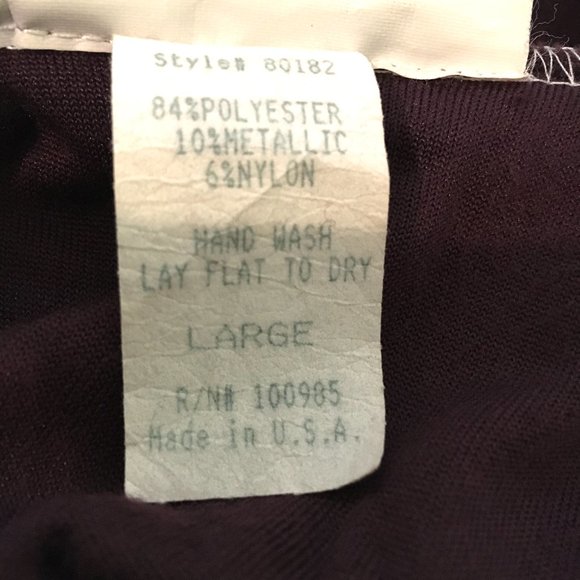 Style# 80182
84%POLYESTER
10%METALLIC
6%NYLON
HAND WASH
LAY FLAT TO DRY
LARGE
R/N# 100985
Made in U.S.A.